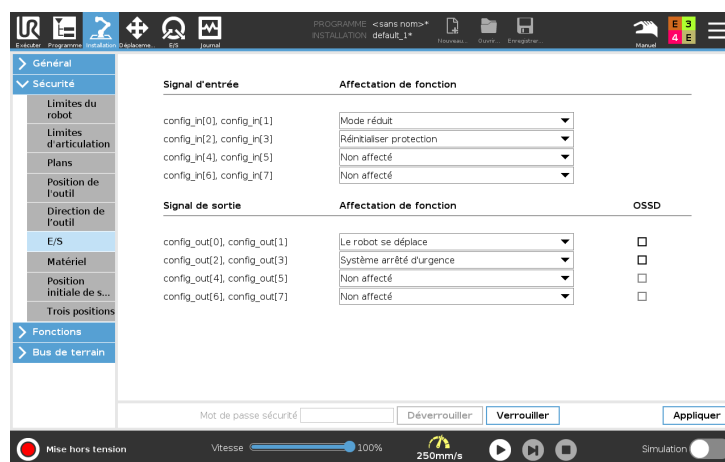 UR
PROGRAMME <sans nom>*
INSTALLATION default_1*
Exécuter Programme Installation Déplaceme... E/S Journal
Nouveau... Ouvrir... Enregistrer...
Manuel
E 3
4 E
Général
Sécurité
Limites du
robot
Limites
d'articulation
Plans
Position de
l'outil
Direction de
l'outil
E/S
Matériel
Position
initiale de s...
Trois positions
Fonctions
Bus de terrain
Signal d'entrée Affectation de fonction
config_in[0], config_in[1] Mode réduit
config_in[2], config_in[3] Réinitialiser protection
config_in[4], config_in[5] Non affecté
config_in[6], config_in[7] Non affecté
Signal de sortie Affectation de fonction OSSD
config_out[0], config_out[1] Le robot se déplace
config_out[2], config_out[3] Système arrêté d'urgence
config_out[4], config_out[5] Non affecté
config_out[6], config_out[7] Non affecté
Mot de passe sécurité Déverrouiller Verrouiller Appliquer
Mise hors tension Vitesse 100% 250mm/s Simulation